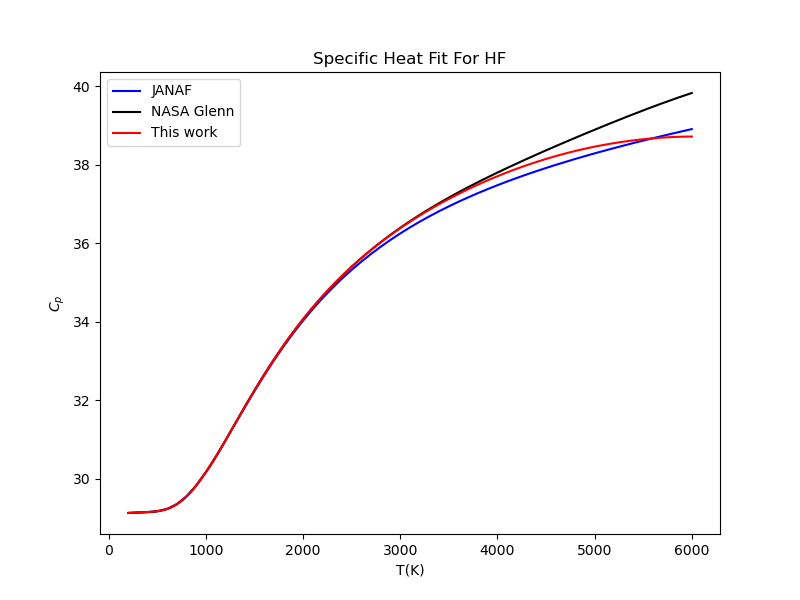 Specific Heat Fit For HF
JANAF
NASA Glenn
This work
40
38
36
34
32
30
C_p
0 1000 2000 3000 4000 5000 6000
T(K)